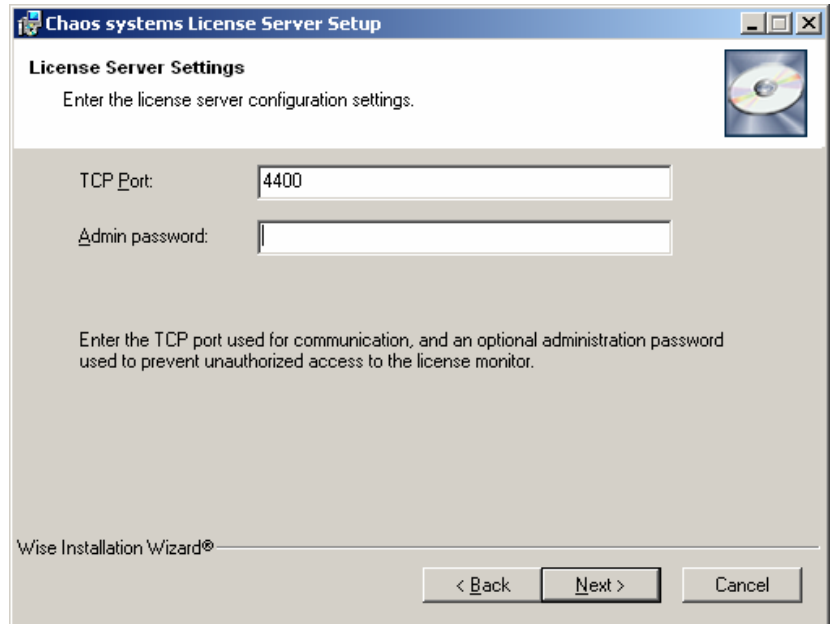 Chaos systems License Server Setup
License Server Settings
Enter the license server configuration settings.
TCP Port: 4400
Admin password:
Enter the TCP port used for communication, and an optional administration password
used to prevent unauthorized access to the license monitor.
Wise Installation Wizard®
< Back Next > Cancel